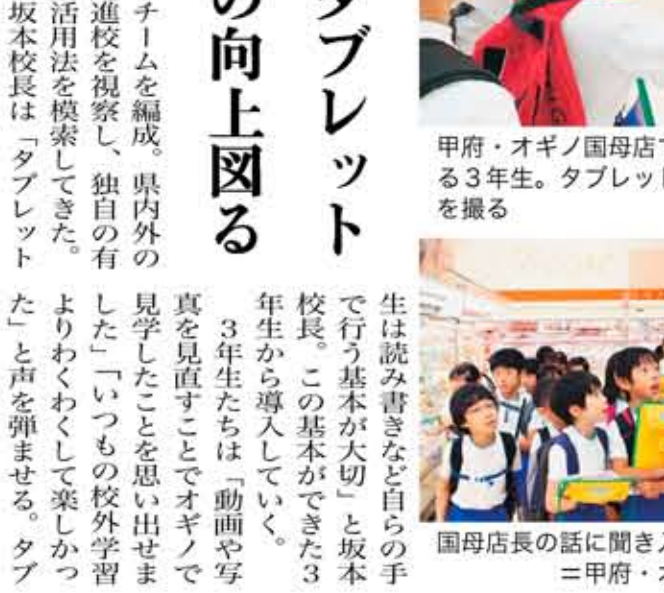 タブレット
の向上図る
チームを編成。県内外の
進校を視察し、独自の有
活用法を模索してきた。
坂本校長は「タブレット
生は読み書きなど自らの手
で行う基本が大切」と坂本
校長。この基本ができた3
年生から導入していく。
3年生たちは「動画や写
真を見直すことでオギノで
見学したことを思い出せま
した」「いつもの校外学習
よりわくわくして楽しかっ
た」と声を弾ませる。タブ
甲府・オギノ国母店で
る3年生。タブレット
を撮る
国母店長の話に聞き入
＝甲府・オ